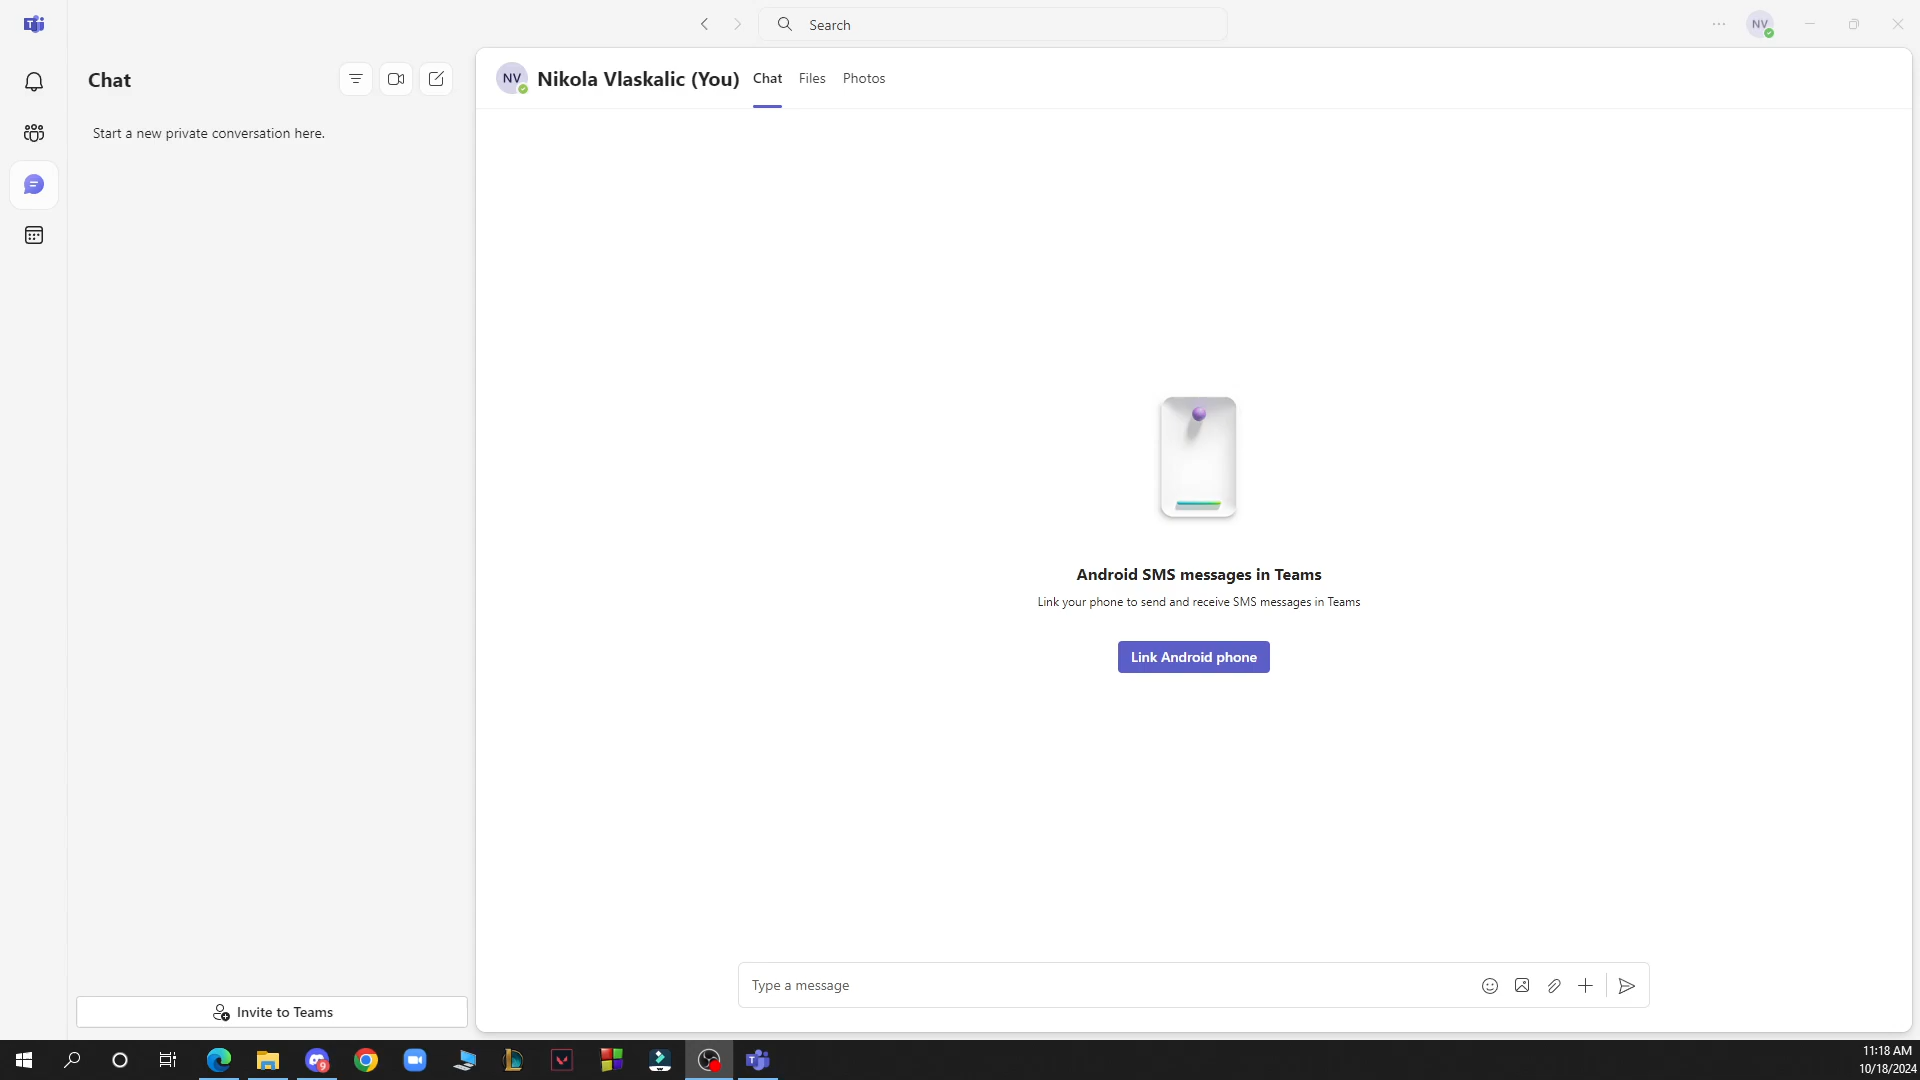 Search
NV
Chat
Start a new private conversation here.
NV
Nikola Vlaskalic (You)
Chat
Files
Photos
Android SMS messages in Teams
Link your phone to send and receive SMS messages in Teams
Link Android phone
Type a message
Invite to Teams
9
11:18 AM
10/18/2024